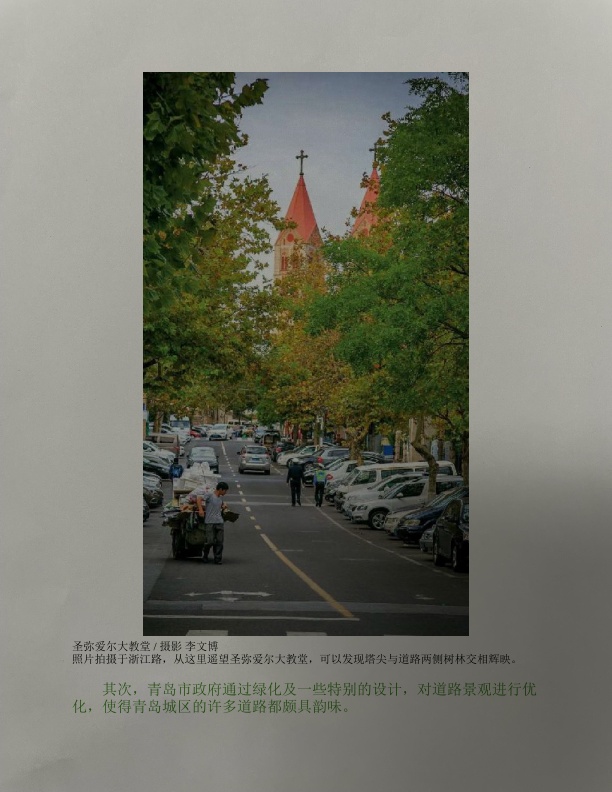 圣弥爱尔大教堂 / 摄影 李文博
照片拍摄于浙江路，从这里遥望圣弥爱尔大教堂，可以发现塔尖与道路两侧树林交相辉映。
其次，青岛市政府通过绿化及一些特别的设计，对道路景观进行优
化，使得青岛城区的许多道路都颇具韵味。